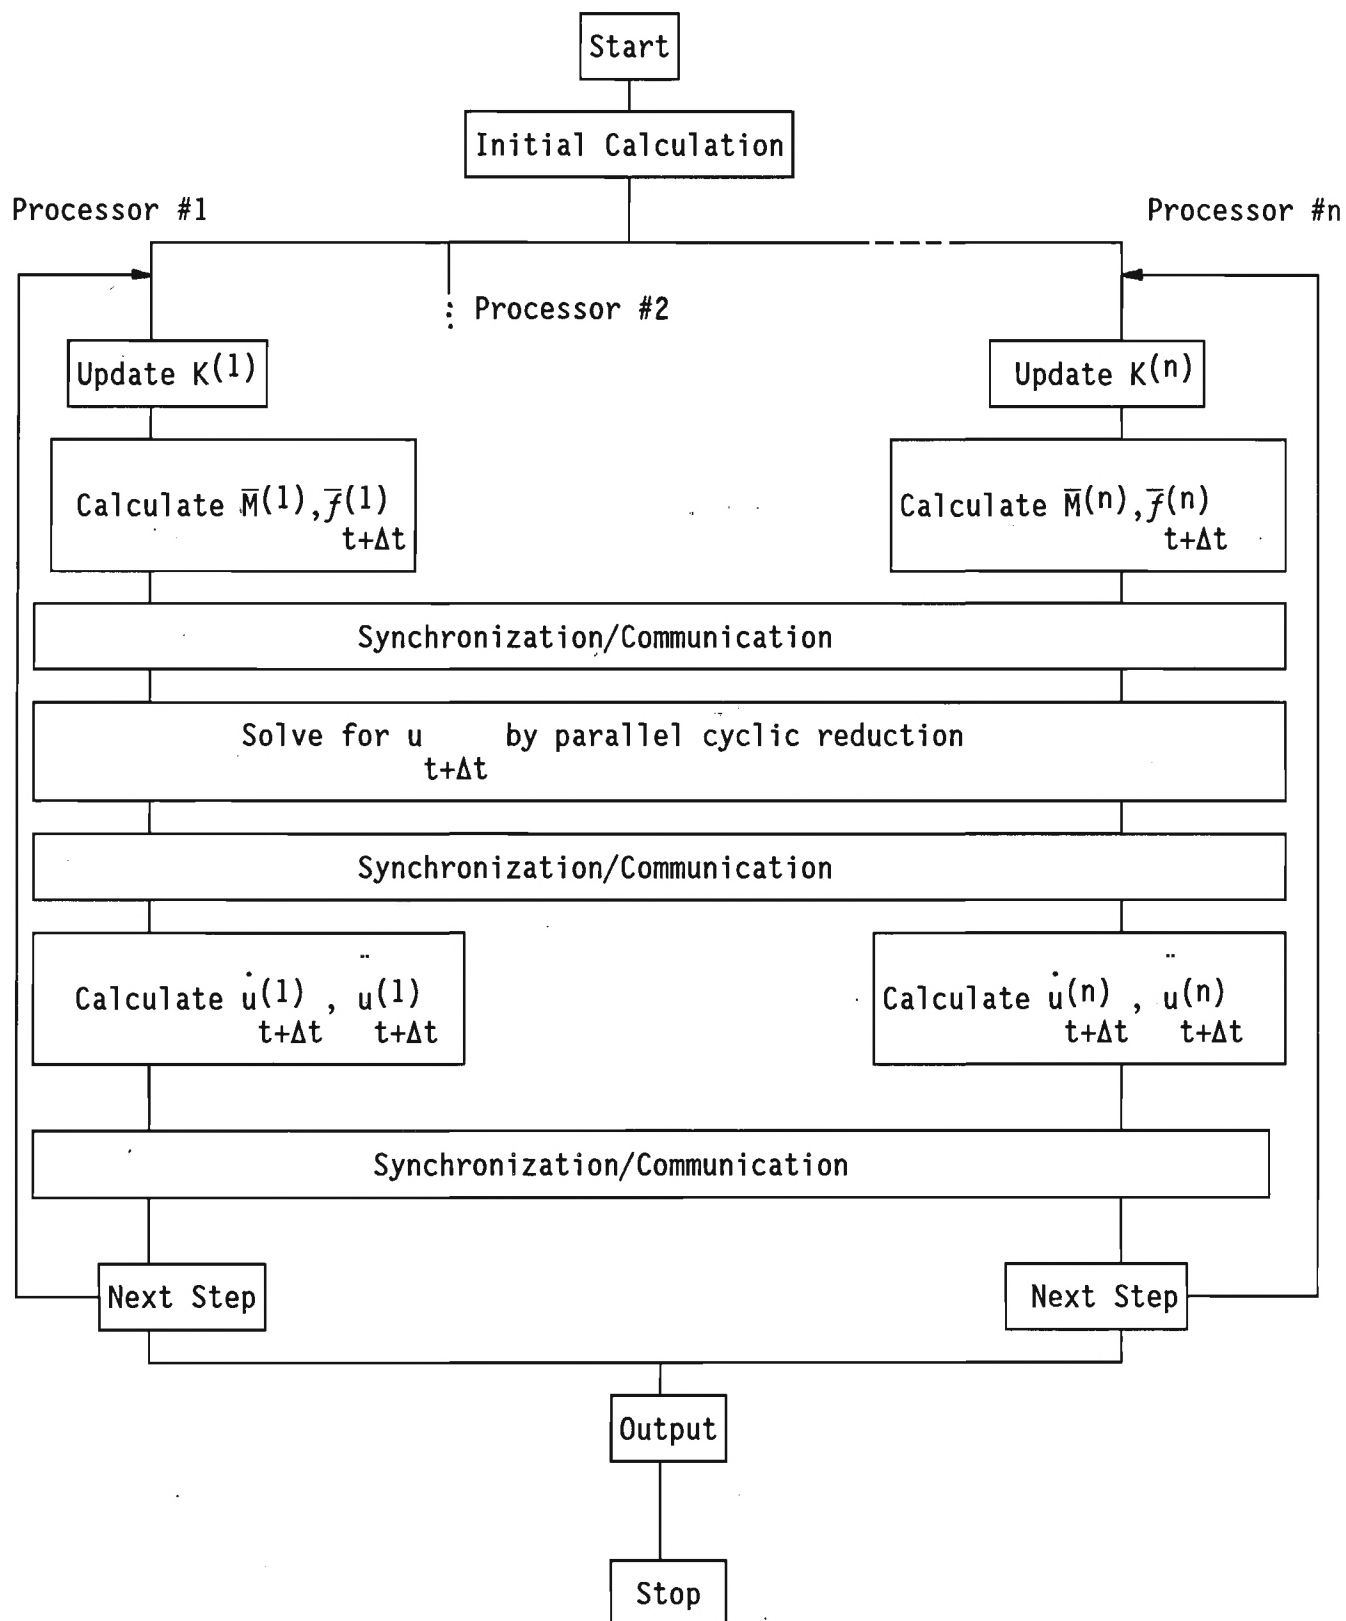 Start
Initial Calculation
Processor #1
Processor #n
Processor #2
Update K(1)
Update K(n)
Calculate M̅(1), f̅(1)
t+Δt
Calculate M̅(n), f̅(n)
t+Δt
Synchronization/Communication
Solve for u by parallel cyclic reduction
t+Δt
Synchronization/Communication
Calculate u̇(1) , ü(1)
t+Δt t+Δt
Calculate u̇(n) , ü(n)
t+Δt t+Δt
Synchronization/Communication
Next Step
Next Step
Output
Stop